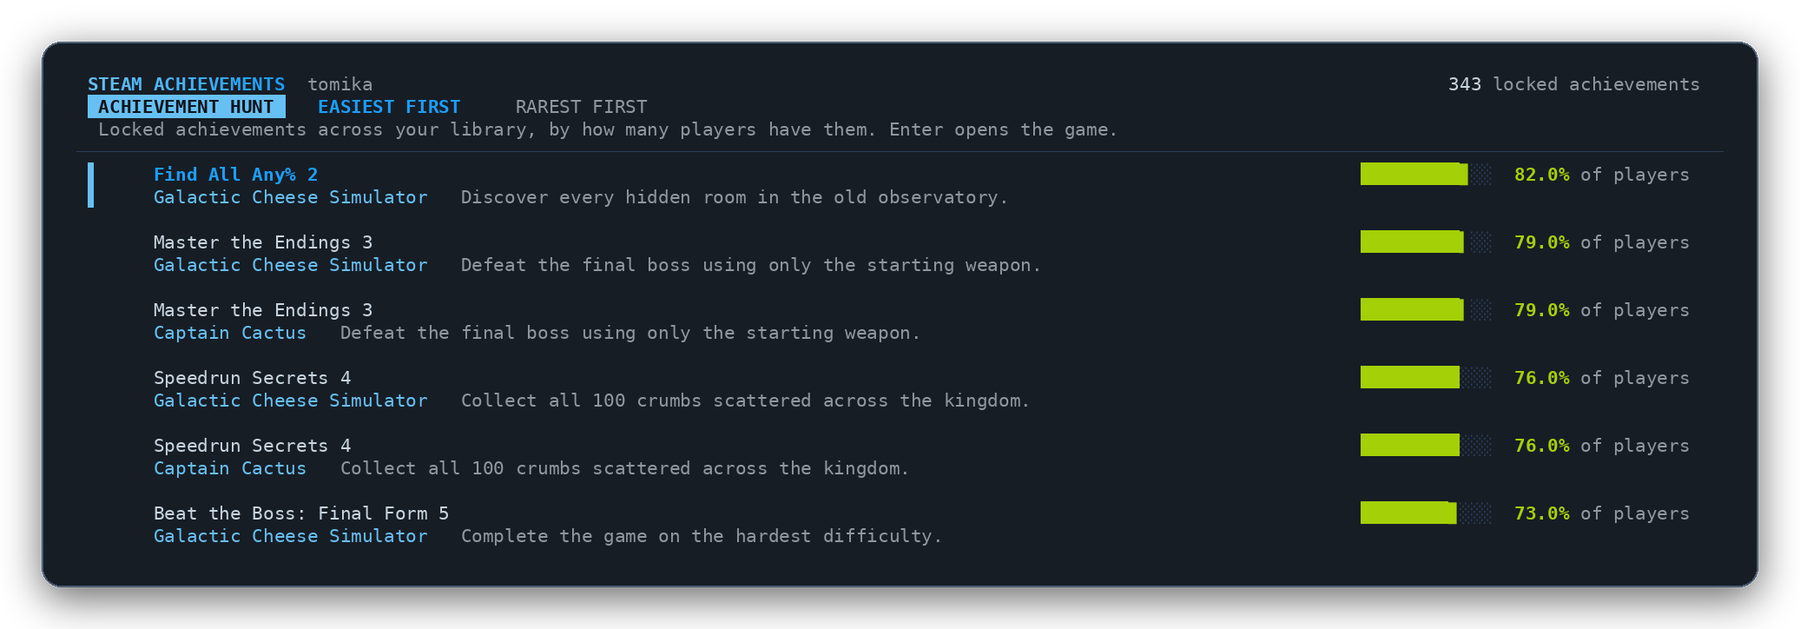 STEAM ACHIEVEMENTS tomika 343 locked achievements
ACHIEVEMENT HUNT EASIEST FIRST RAREST FIRST
Locked achievements across your library, by how many players have them. Enter opens the game.
Find All Any% 2 82.0% of players
Galactic Cheese Simulator Discover every hidden room in the old observatory.
Master the Endings 3 79.0% of players
Galactic Cheese Simulator Defeat the final boss using only the starting weapon.
Master the Endings 3 79.0% of players
Captain Cactus Defeat the final boss using only the starting weapon.
Speedrun Secrets 4 76.0% of players
Galactic Cheese Simulator Collect all 100 crumbs scattered across the kingdom.
Speedrun Secrets 4 76.0% of players
Captain Cactus Collect all 100 crumbs scattered across the kingdom.
Beat the Boss: Final Form 5 73.0% of players
Galactic Cheese Simulator Complete the game on the hardest difficulty.